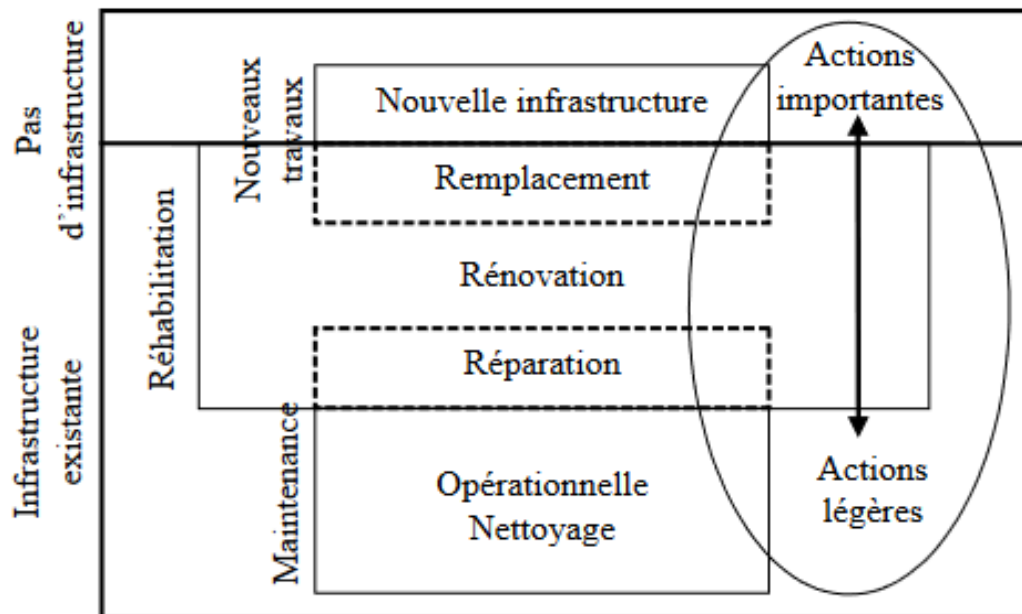 Pas
d`infrastructure
Nouveaux
travaux
Nouvelle infrastructure
Actions
importantes
Remplacement
Réhabilitation
Rénovation
Infrastructure
existante
Réparation
Maintenance
Opérationnelle
Nettoyage
Actions
légères